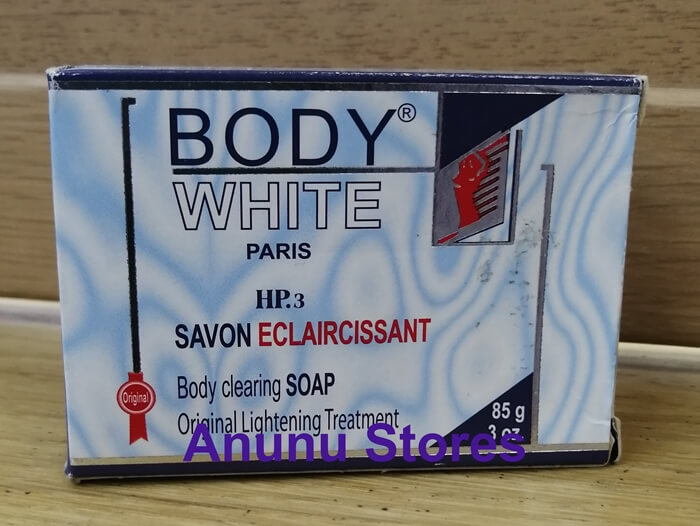 BODY®
WHITE
PARIS
HP.3
SAVON ECLAIRCISSANT
Original
Body clearing SOAP
Original Lightening Treatment
85 g
3 oz
Anunu Stores